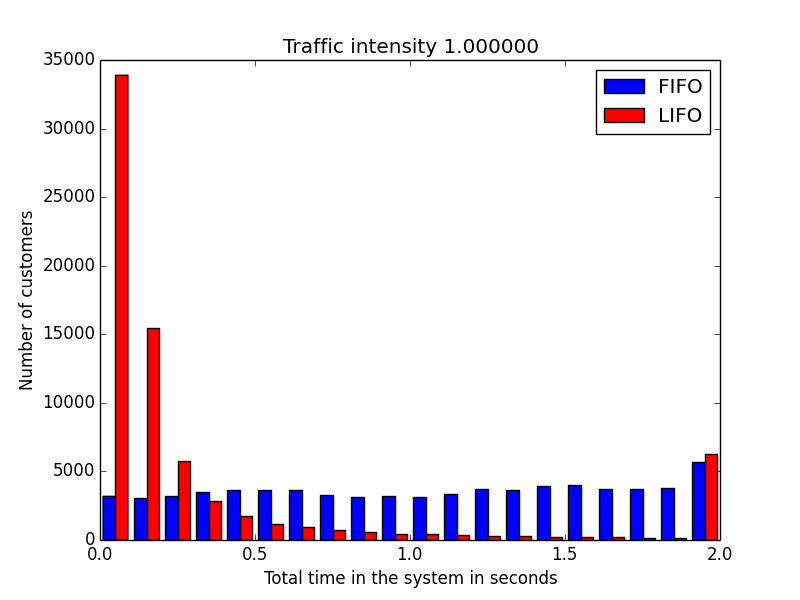 Traffic intensity 1.000000
FIFO
LIFO
35000
30000
25000
20000
15000
10000
5000
0
Number of customers
0.0 0.5 1.0 1.5 2.0
Total time in the system in seconds